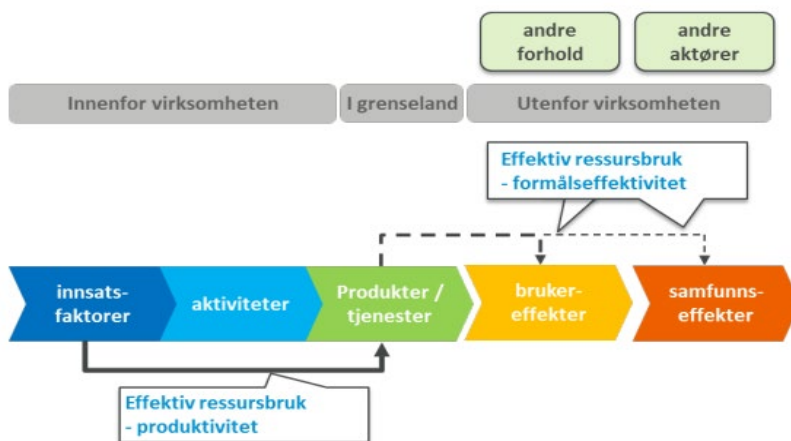 andre
forhold
andre
aktører
Innenfor virksomheten
I grenseland
Utenfor virksomheten
Effektiv ressursbruk
- formålseffektivitet
innsats-
faktorer
aktiviteter
Produkter /
tjenester
bruker-
effekter
samfunns-
effekter
Effektiv ressursbruk
- produktivitet